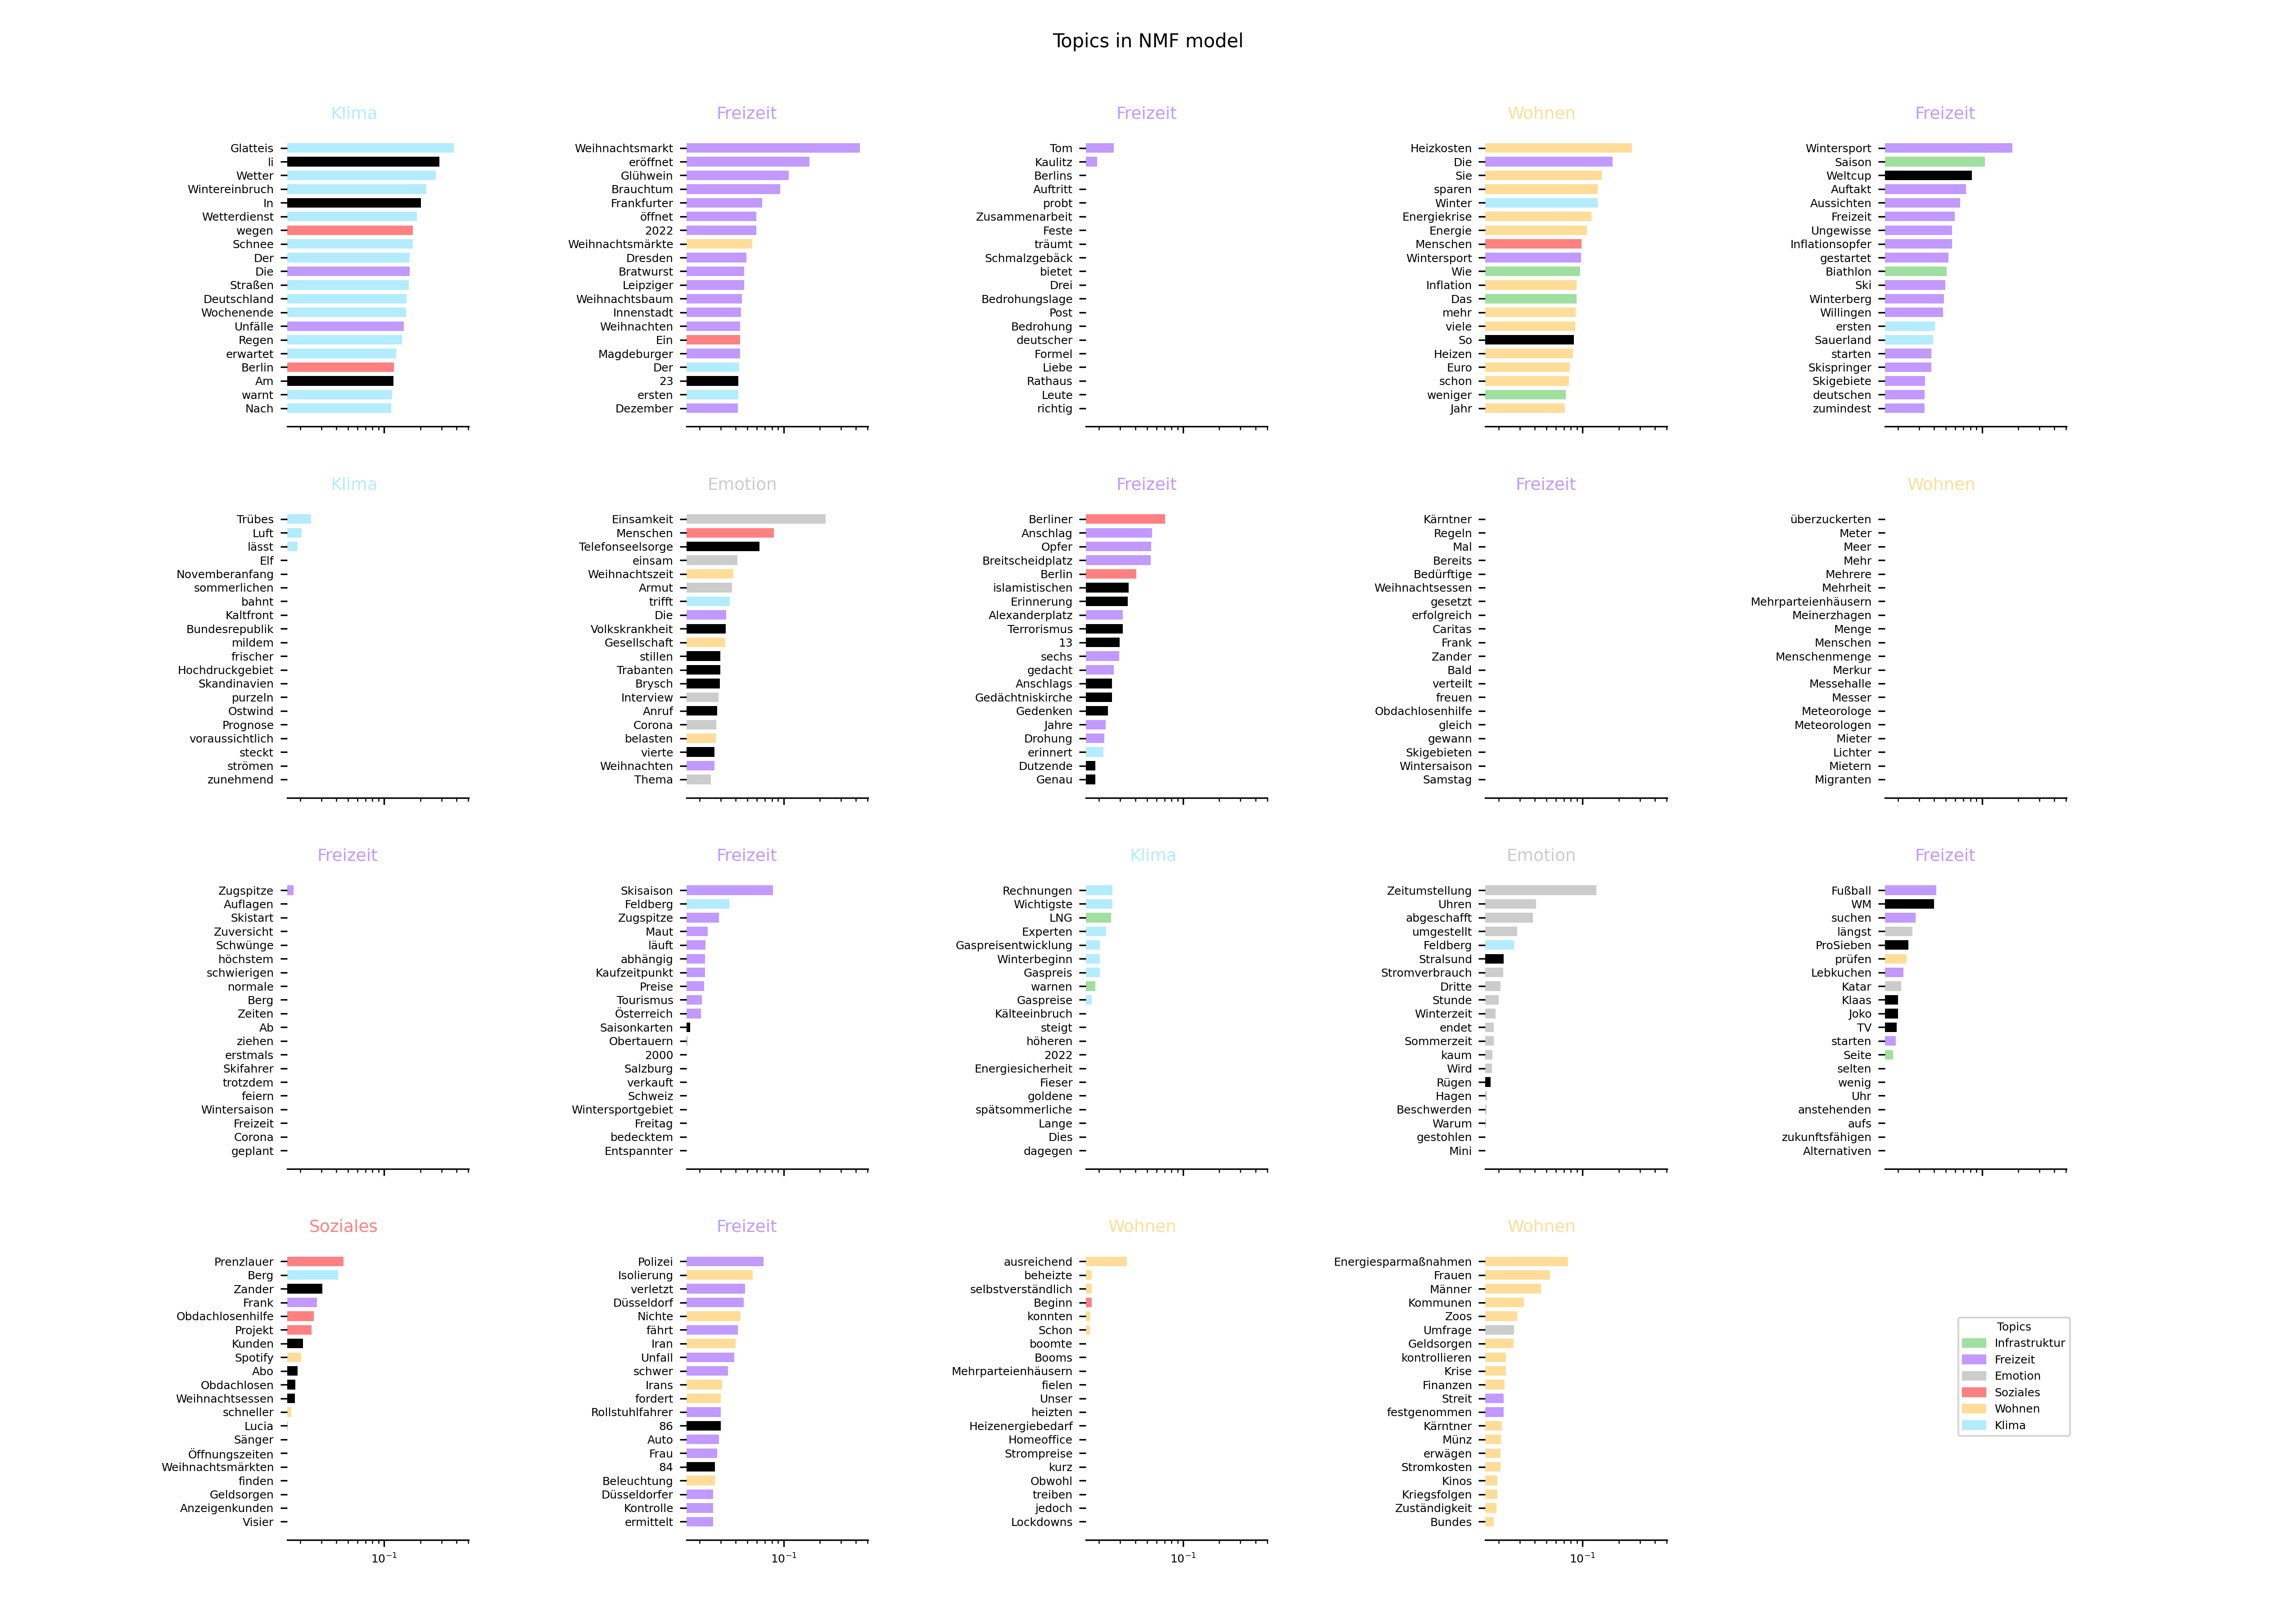 Topics in NMF model
Klima
Glatteis
li
Wetter
Wintereinbruch
In
Wetterdienst
wegen
Schnee
Der
Die
Straßen
Deutschland
Wochenende
Unfälle
Regen
erwartet
Berlin
Am
warnt
Nach
Freizeit
Weihnachtsmarkt
eröffnet
Glühwein
Brauchtum
Frankfurter
öffnet
2022
Weihnachtsmärkte
Dresden
Bratwurst
Leipziger
Weihnachtsbaum
Innenstadt
Weihnachten
Ein
Magdeburger
Der
23
ersten
Dezember
Freizeit
Tom
Kaulitz
Berlins
Auftritt
probt
Zusammenarbeit
Feste
träumt
Schmalzgebäck
bietet
Drei
Bedrohungslage
Post
Bedrohung
deutscher
Formel
Liebe
Rathaus
Leute
richtig
Wohnen
Heizkosten
Die
Sie
sparen
Winter
Energiekrise
Energie
Menschen
Wintersport
Wie
Inflation
Das
mehr
viele
So
Heizen
Euro
schon
weniger
Jahr
Freizeit
Wintersport
Saison
Weltcup
Auftakt
Aussichten
Freizeit
Ungewisse
Inflationsopfer
gestartet
Biathlon
Ski
Winterberg
Willingen
ersten
Sauerland
starten
Skispringer
Skigebiete
deutschen
zumindest
Klima
Trübes
Luft
lässt
Elf
Novemberanfang
sommerlichen
bahnt
Kaltfront
Bundesrepublik
mildem
frischer
Hochdruckgebiet
Skandinavien
purzeln
Ostwind
Prognose
voraussichtlich
steckt
strömen
zunehmend
Emotion
Einsamkeit
Menschen
Telefonseelsorge
einsam
Weihnachtszeit
Armut
trifft
Die
Volkskrankheit
Gesellschaft
stillen
Trabanten
Brysch
Interview
Anruf
Corona
belasten
vierte
Weihnachten
Thema
Freizeit
Berliner
Anschlag
Opfer
Breitscheidplatz
Berlin
islamistischen
Erinnerung
Alexanderplatz
Terrorismus
13
sechs
gedacht
Anschlags
Gedächtniskirche
Gedenken
Jahre
Drohung
erinnert
Dutzende
Genau
Freizeit
Kärntner
Regeln
Mal
Bereits
Bedürftige
Weihnachtsessen
gesetzt
erfolgreich
Caritas
Frank
Zander
Bald
verteilt
freuen
Obdachlosenhilfe
gleich
gewann
Skigebieten
Wintersaison
Samstag
Wohnen
überzuckerten
Meter
Meer
Mehr
Mehrere
Mehrheit
Mehrparteienhäusern
Meinerzhagen
Menge
Menschen
Menschenmenge
Merkur
Messehalle
Messer
Meteorologe
Meteorologen
Mieter
Lichter
Mietern
Migranten
Freizeit
Zugspitze
Auflagen
Skistart
Zuversicht
Schwünge
höchstem
schwierigen
normale
Berg
Zeiten
Ab
ziehen
erstmals
Skifahrer
trotzdem
feiern
Wintersaison
Freizeit
Corona
geplant
Freizeit
Skisaison
Feldberg
Zugspitze
Maut
läuft
abhängig
Kaufzeitpunkt
Preise
Tourismus
Österreich
Saisonkarten
Obertauern
2000
Salzburg
verkauft
Schweiz
Wintersportgebiet
Freitag
bedecktem
Entspannter
Klima
Rechnungen
Wichtigste
LNG
Experten
Gaspreisentwicklung
Winterbeginn
Gaspreis
warnen
Gaspreise
Kälteeinbruch
steigt
höheren
2022
Energiesicherheit
Fieser
goldene
spätsommerliche
Lange
Dies
dagegen
Emotion
Zeitumstellung
Uhren
abgeschafft
umgestellt
Feldberg
Stralsund
Stromverbrauch
Dritte
Stunde
Winterzeit
endet
Sommerzeit
kaum
Wird
Rügen
Hagen
Beschwerden
Warum
gestohlen
Mini
Freizeit
Fußball
WM
suchen
längst
ProSieben
prüfen
Lebkuchen
Katar
Klaas
Joko
TV
starten
Seite
selten
wenig
Uhr
anstehenden
aufs
zukunftsfähigen
Alternativen
Soziales
Prenzlauer
Berg
Zander
Frank
Obdachlosenhilfe
Projekt
Kunden
Spotify
Abo
Obdachlosen
Weihnachtsessen
schneller
Lucia
Sänger
Öffnungszeiten
Weihnachtsmärkten
finden
Geldsorgen
Anzeigenkunden
Visier
10⁻¹
Freizeit
Polizei
Isolierung
verletzt
Düsseldorf
Nichte
fährt
Iran
Unfall
schwer
Irans
fordert
Rollstuhlfahrer
86
Auto
Frau
84
Beleuchtung
Düsseldorfer
Kontrolle
ermittelt
10⁻¹
Wohnen
ausreichend
beheizte
selbstverständlich
Beginn
konnten
Schon
boomte
Booms
Mehrparteienhäusern
fielen
Unser
heizten
Heizenergiebedarf
Homeoffice
Strompreise
kurz
Obwohl
treiben
jedoch
Lockdowns
10⁻¹
Wohnen
Energiesparmaßnahmen
Frauen
Männer
Kommunen
Zoos
Umfrage
Geldsorgen
kontrollieren
Krise
Finanzen
Streit
festgenommen
Kärntner
Münz
erwägen
Stromkosten
Kinos
Kriegsfolgen
Zuständigkeit
Bundes
10⁻¹
Topics
Infrastruktur
Freizeit
Emotion
Soziales
Wohnen
Klima